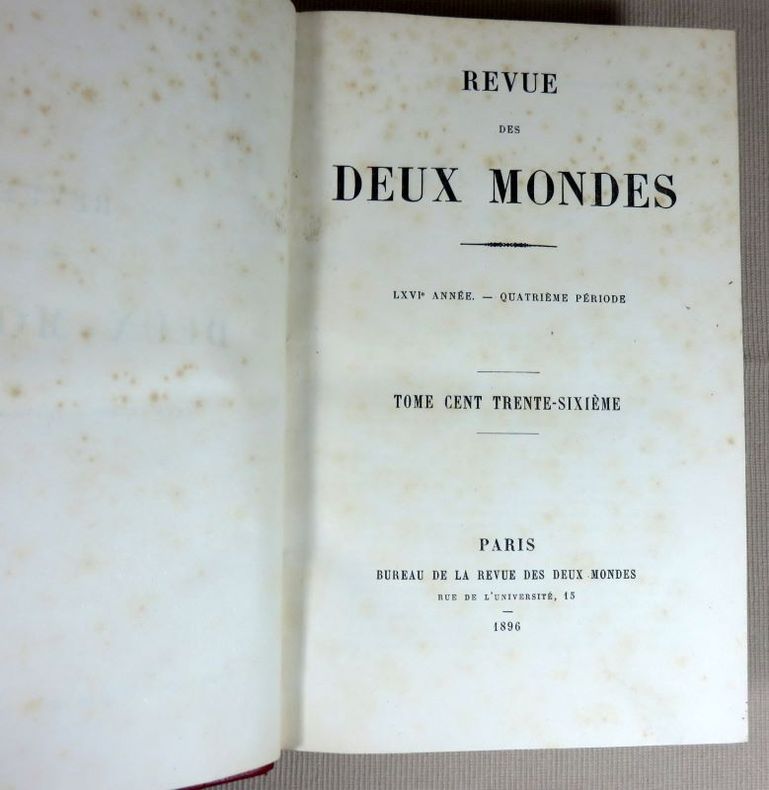 REVUE
DES
DEUX MONDES
LXVIᵉ ANNÉE. — QUATRIÈME PÉRIODE
TOME CENT TRENTE-SIXIÈME
PARIS
BUREAU DE LA REVUE DES DEUX MONDES
RUE DE L'UNIVERSITÉ, 15
1896